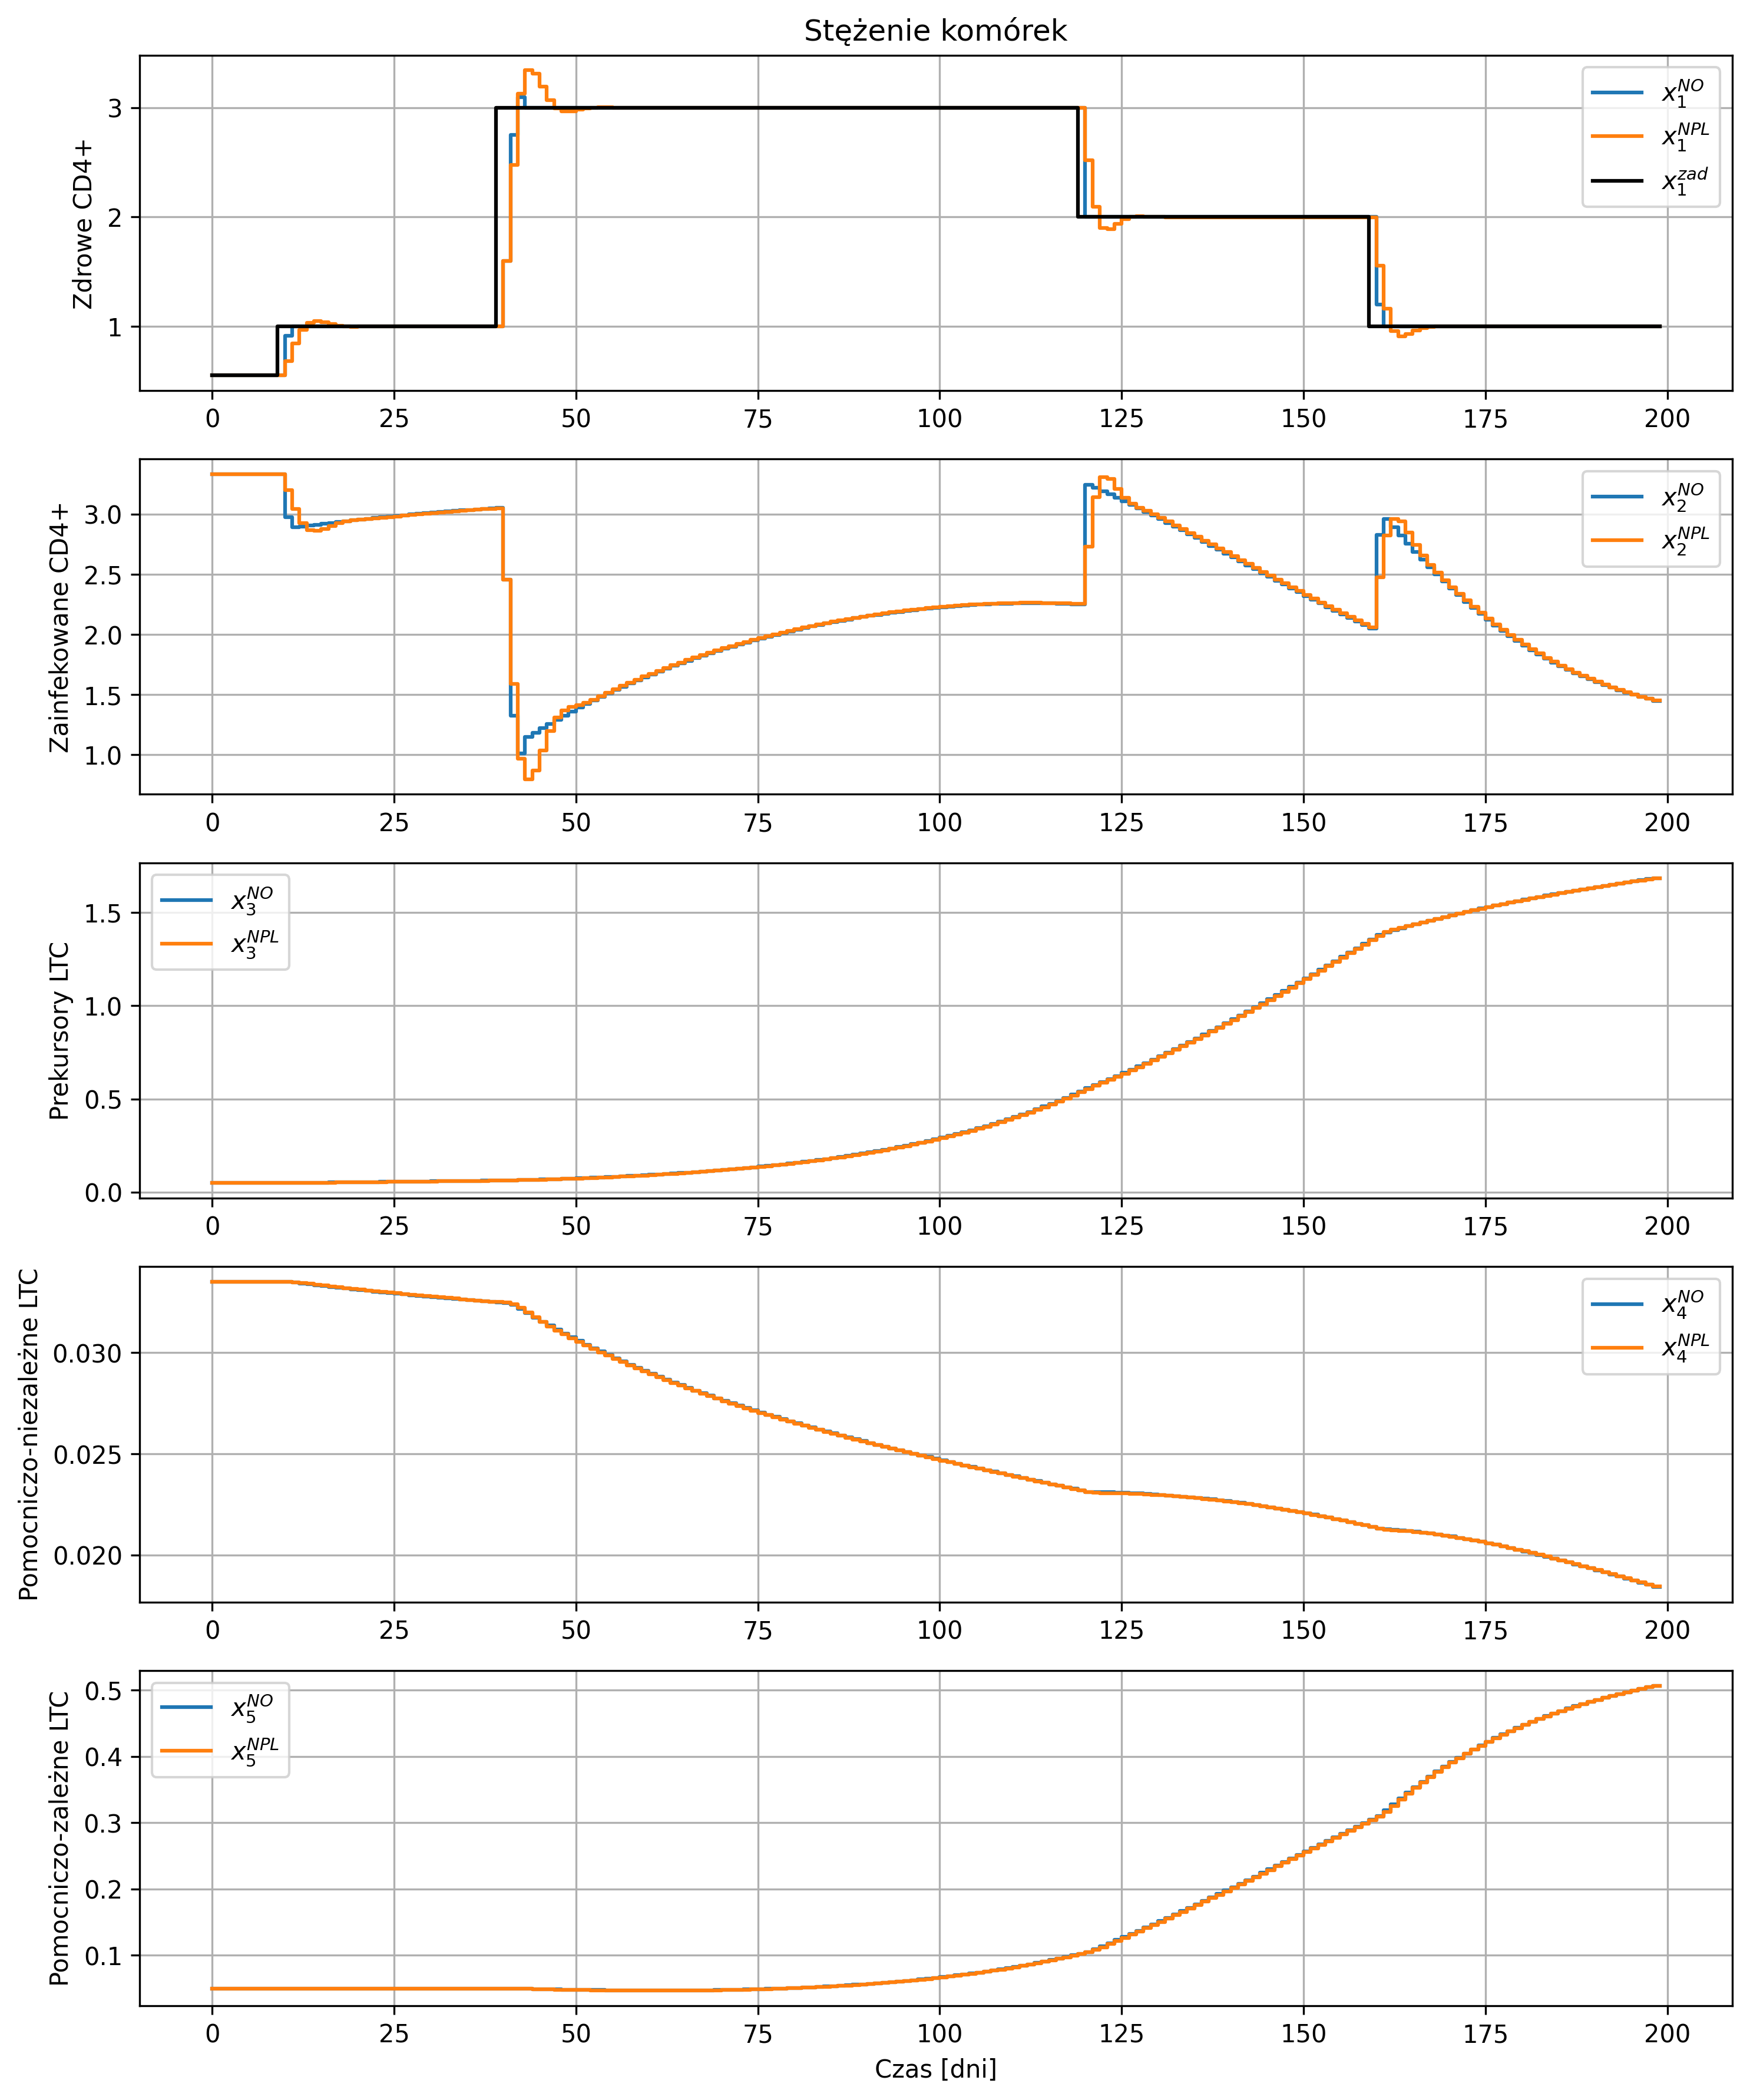 Stężenie komórek
Zdrowe CD4+
3
2
1
x_1^{NO}
x_1^{NPL}
x_1^{zad}
0 25 50 75 100 125 150 175 200
Zainfekowane CD4+
3.0
2.5
2.0
1.5
1.0
x_2^{NO}
x_2^{NPL}
0 25 50 75 100 125 150 175 200
Prekursory LTC
1.5
1.0
0.5
0.0
x_3^{NO}
x_3^{NPL}
0 25 50 75 100 125 150 175 200
Pomocniczo-niezależne LTC
0.030
0.025
0.020
x_4^{NO}
x_4^{NPL}
0 25 50 75 100 125 150 175 200
Pomocniczo-zależne LTC
0.5
0.4
0.3
0.2
0.1
x_5^{NO}
x_5^{NPL}
0 25 50 75 100 125 150 175 200
Czas [dni]